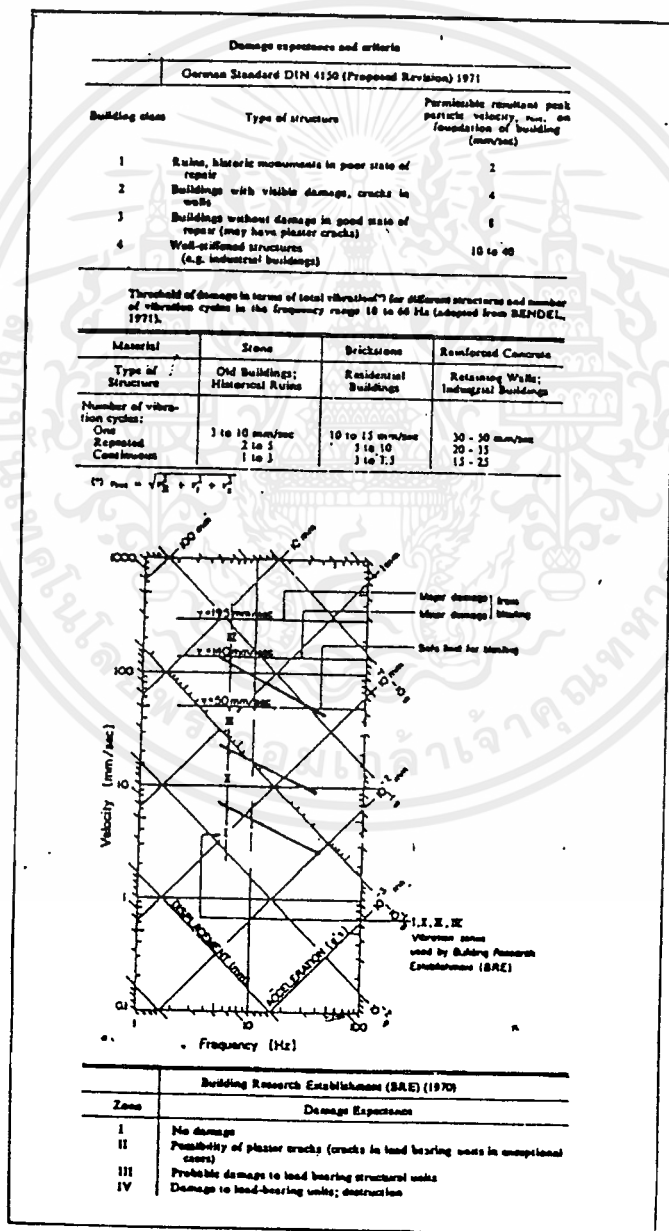 Damage expectance and criteria
German Standard DIN 4150 (Proposed Revision) 1971
Building class
Type of structure
Permissible resultant peak
particle velocity, on
foundation of building
(mm/sec)
1 Ruins, historic monuments in poor state of 2
repair
2 Buildings with visible damage, cracks in 4
walls
3 Buildings without damage in good state of 8
repair (may have plaster cracks)
4 Well-stiffened structures 10 to 40
(e.g. industrial buildings)
Threshold of damage in terms of total vibration(*) for different structures and number
of vibration cycles in the frequency range 10 to 60 Hz (adopted from BENDEL,
1971).
Material Stone Brickstone Reinforced Concrete
Type of Old Buildings; Residential Retaining Walls;
Structure Historical Ruins Buildings Industrial Buildings
Number of vibra-
tion cycles:
One 3 to 10 mm/sec 10 to 15 mm/sec 30 - 50 mm/sec
Repeated 2 to 5 5 to 10 20 - 35
Continuous 1 to 3 3 to 7.5 15 - 25
100 mm
10 mm
1 mm
1000
v=195 mm/sec
Major damage
from
Minor damage
blasting
IV
v=140 mm/sec
Safe limit for blasting
100
10 g
v=50 mm/sec
III
Velocity (mm/sec)
10
II
1
I, II, III, IV
Vibration zones
used by Building Research
Establishment (BRE)
DISPLACEMENT (mm)
ACCELERATION (g's)
0.1
1
10
100
Frequency (Hz)
Building Research Establishment (BRE) (1970)
Zone Damage Expectance
I No damage
II Possibility of plaster cracks (cracks in load bearing units in exceptional
cases)
III Probable damage to load bearing structural units
IV Damage to load-bearing units; destruction